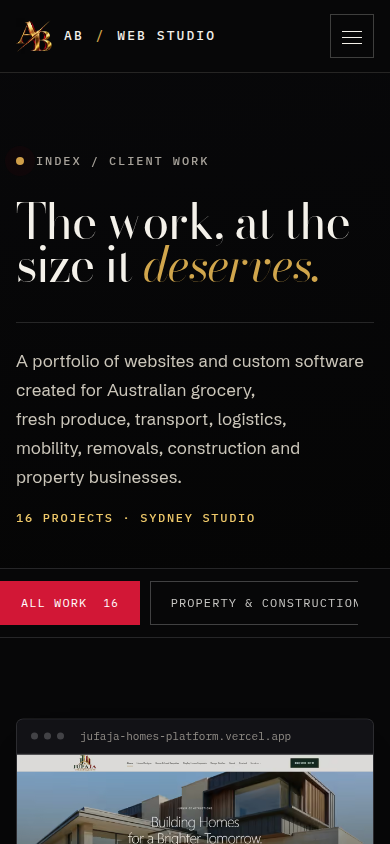 AB
AB / WEB STUDIO
INDEX / CLIENT WORK
The work, at the
size it deserves.
A portfolio of websites and custom software
created for Australian grocery,
fresh produce, transport, logistics,
mobility, removals, construction and
property businesses.
16 PROJECTS · SYDNEY STUDIO
ALL WORK 16
PROPERTY & CONSTRUCTION
jufaja-homes-platform.vercel.app
JUFAJA
Building Homes
for a Brighter Tomorrow.